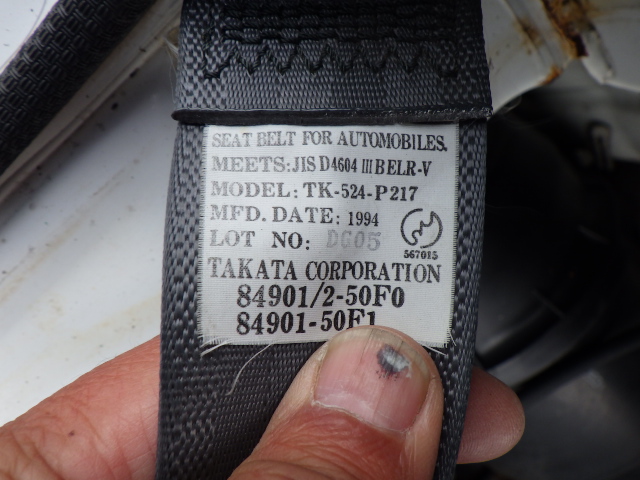 SEAT BELT FOR AUTOMOBILES.
MEETS: JIS D4604 III BELR-V
MODEL: TK-524-P217
MFD. DATE: 1994
LOT NO: DG05
567015
TAKATA CORPORATION
84901/2-50F0
84901-50F1